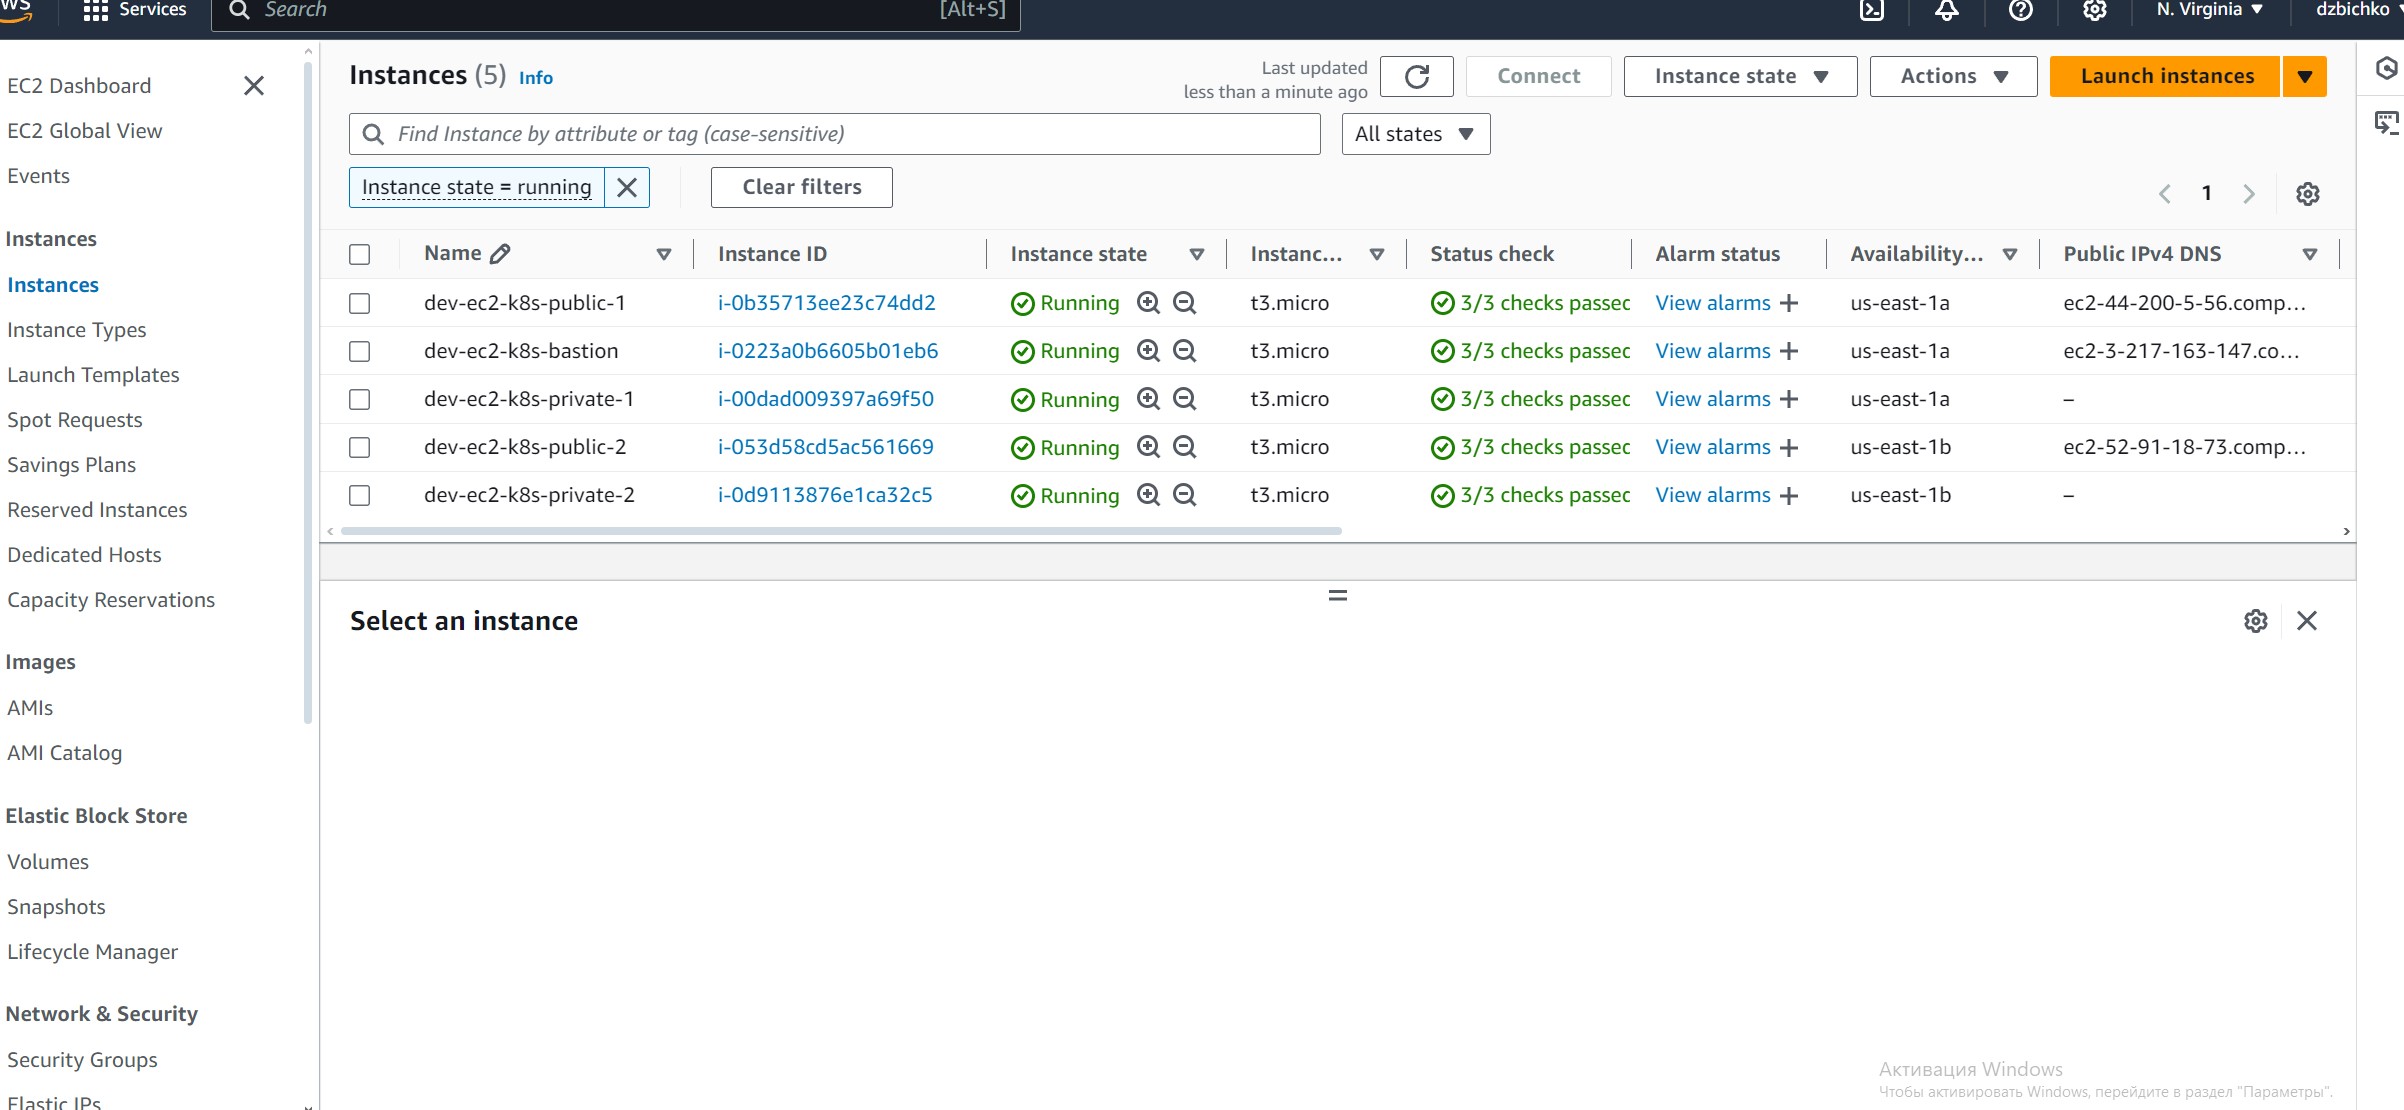 Services
Search
[Alt+S]
N. Virginia
dzbichko
EC2 Dashboard
EC2 Global View
Events
Instances
Instances
Instance Types
Launch Templates
Spot Requests
Savings Plans
Reserved Instances
Dedicated Hosts
Capacity Reservations
Images
AMIs
AMI Catalog
Elastic Block Store
Volumes
Snapshots
Lifecycle Manager
Network & Security
Security Groups
Elastic IPs
Instances (5) Info
Last updated
less than a minute ago
Connect
Instance state
Actions
Launch instances
Find Instance by attribute or tag (case-sensitive)
All states
Instance state = running
Clear filters
1
Name Instance ID Instance state Instanc... Status check Alarm status Availability... Public IPv4 DNS
dev-ec2-k8s-public-1 i-0b35713ee23c74dd2 Running t3.micro 3/3 checks passec View alarms + us-east-1a ec2-44-200-5-56.comp...
dev-ec2-k8s-bastion i-0223a0b6605b01eb6 Running t3.micro 3/3 checks passec View alarms + us-east-1a ec2-3-217-163-147.co...
dev-ec2-k8s-private-1 i-00dad009397a69f50 Running t3.micro 3/3 checks passec View alarms + us-east-1a –
dev-ec2-k8s-public-2 i-053d58cd5ac561669 Running t3.micro 3/3 checks passec View alarms + us-east-1b ec2-52-91-18-73.comp...
dev-ec2-k8s-private-2 i-0d9113876e1ca32c5 Running t3.micro 3/3 checks passec View alarms + us-east-1b –
Select an instance
Активация Windows
Чтобы активировать Windows, перейдите в раздел "Параметры".